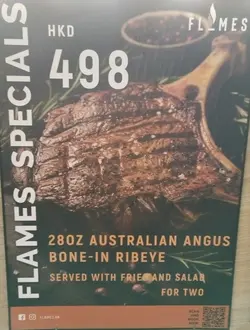 FLAMES
FLAMES SPECIALS
HKD
498
28OZ AUSTRALIAN ANGUS
BONE-IN RIBEYE
SERVED WITH FRIES AND SALAD
FOR TWO